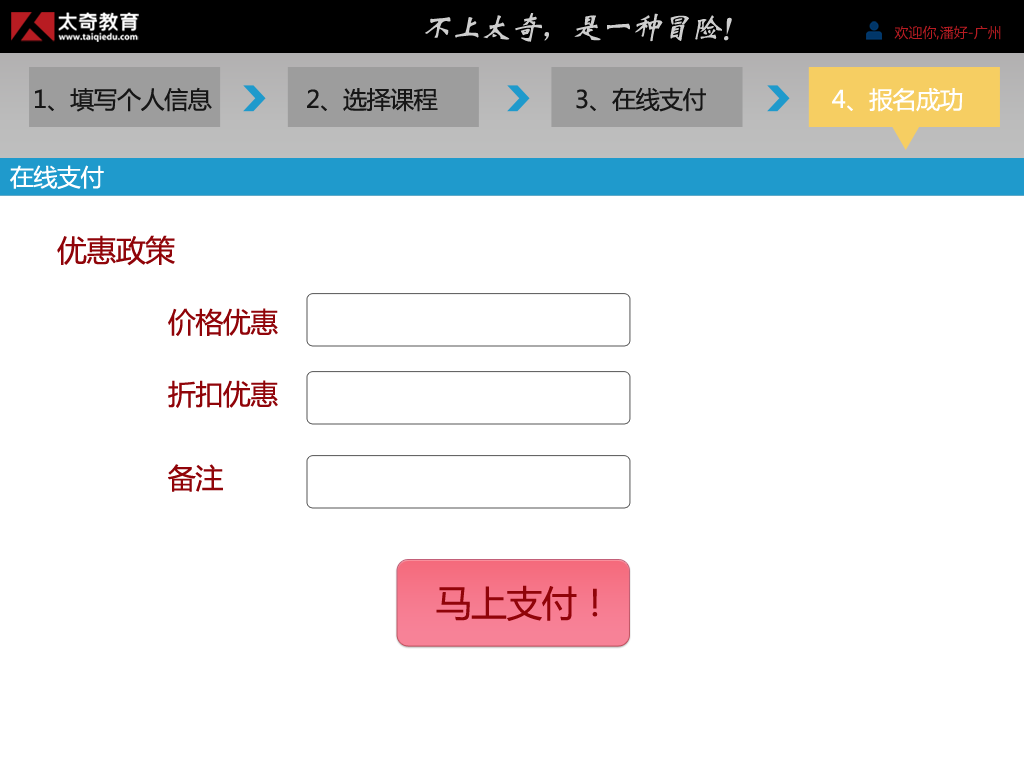 太奇教育
www.taiqiedu.com
不上太奇，是一种冒险!
欢迎你,潘好-广州
1、填写个人信息
2、选择课程
3、在线支付
4、报名成功
在线支付
优惠政策
价格优惠
折扣优惠
备注
马上支付！